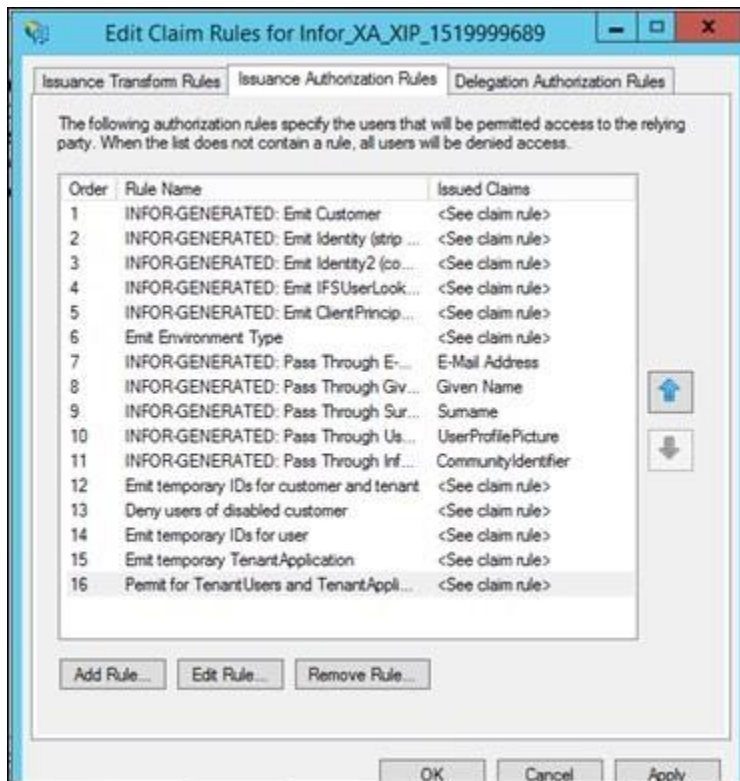 Edit Claim Rules for Infor_XA_XIP_1519999689
Issuance Transform Rules Issuance Authorization Rules Delegation Authorization Rules
The following authorization rules specify the users that will be permitted access to the relying
party. When the list does not contain a rule, all users will be denied access.
Order Rule Name Issued Claims
1 INFOR-GENERATED: Emit Customer <See claim rule>
2 INFOR-GENERATED: Emit Identity (strip ... <See claim rule>
3 INFOR-GENERATED: Emit Identity2 (co... <See claim rule>
4 INFOR-GENERATED: Emit IFSUserLook... <See claim rule>
5 INFOR-GENERATED: Emit ClientPrincip... <See claim rule>
6 Emit Environment Type <See claim rule>
7 INFOR-GENERATED: Pass Through E-... E-Mail Address
8 INFOR-GENERATED: Pass Through Giv... Given Name
9 INFOR-GENERATED: Pass Through Sur... Surname
10 INFOR-GENERATED: Pass Through Us... UserProfilePicture
11 INFOR-GENERATED: Pass Through Inf... CommunityIdentifier
12 Emit temporary IDs for customer and tenant <See claim rule>
13 Deny users of disabled customer <See claim rule>
14 Emit temporary IDs for user <See claim rule>
15 Emit temporary TenantApplication <See claim rule>
16 Permit for TenantUsers and TenantAppli... <See claim rule>
Add Rule... Edit Rule... Remove Rule...
OK Cancel Apply